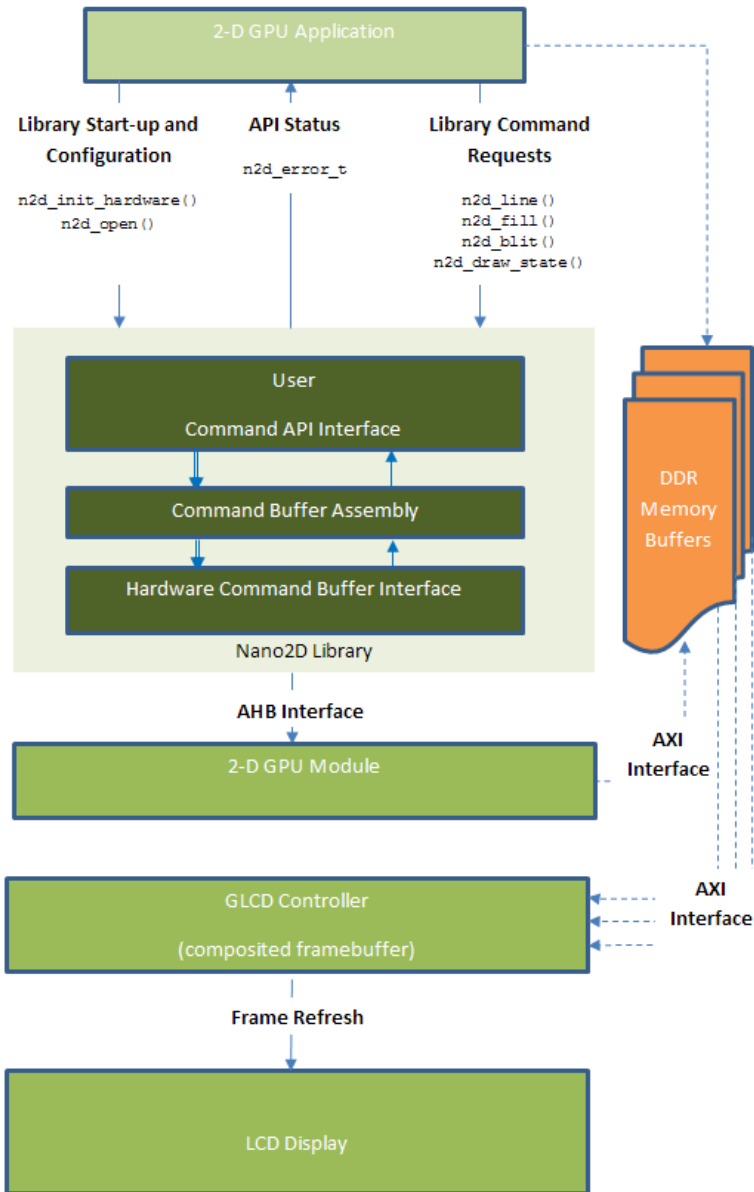 2-D GPU Application
Library Start-up and
Configuration
n2d_init_hardware()
n2d_open()
API Status
n2d_error_t
Library Command
Requests
n2d_line()
n2d_fill()
n2d_blit()
n2d_draw_state()
User
Command API Interface
Command Buffer Assembly
Hardware Command Buffer Interface
Nano2D Library
DDR
Memory
Buffers
AHB Interface
2-D GPU Module
AXI
Interface
GLCD Controller
(composited framebuffer)
AXI
Interface
Frame Refresh
LCD Display